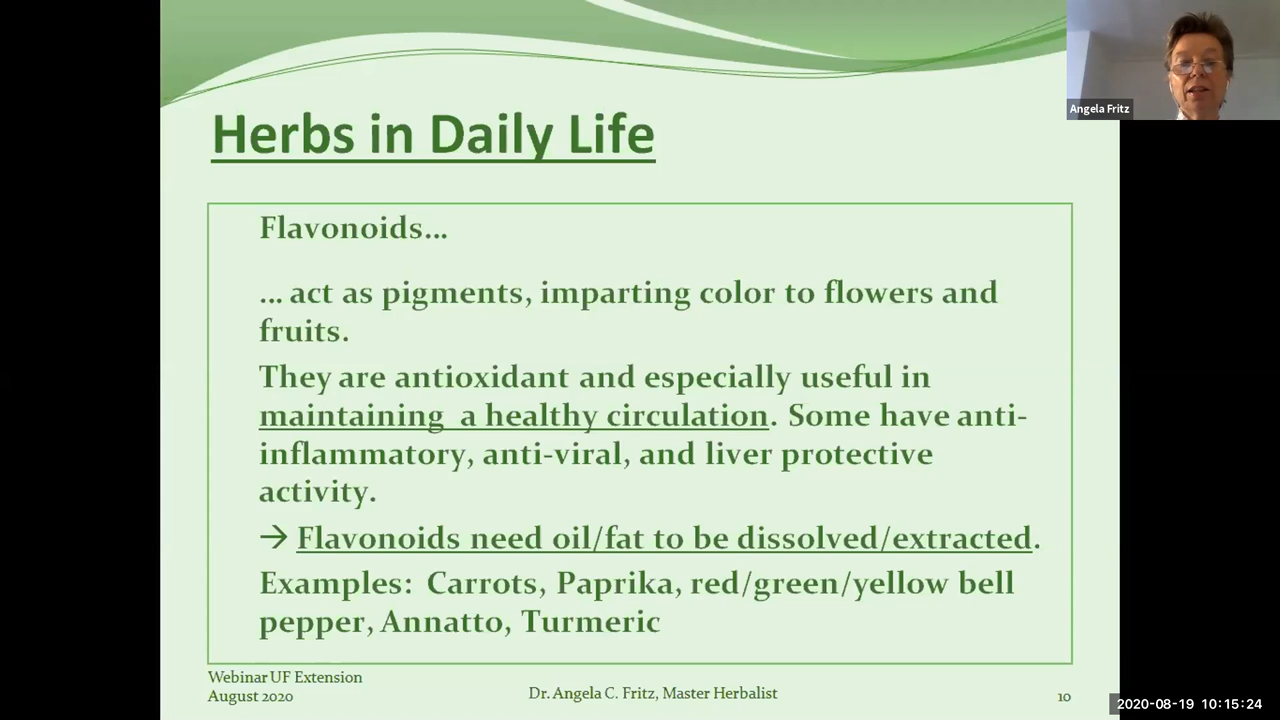 Angela Fritz
Herbs in Daily Life
Flavonoids...
... act as pigments, imparting color to flowers and
fruits.
They are antioxidant and especially useful in
maintaining a healthy circulation. Some have anti-
inflammatory, anti-viral, and liver protective
activity.
→ Flavonoids need oil/fat to be dissolved/extracted.
Examples: Carrots, Paprika, red/green/yellow bell
pepper, Annatto, Turmeric
Webinar UF Extension
August 2020
Dr. Angela C. Fritz, Master Herbalist
10
2020-08-19 10:15:24